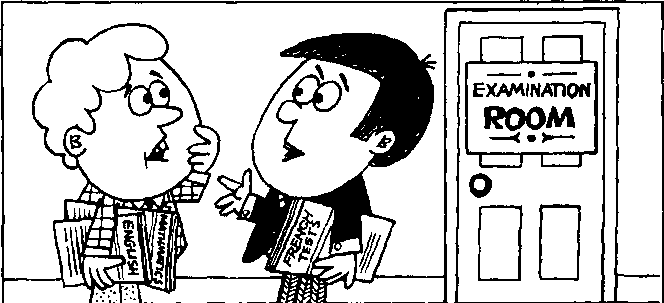 EXAMINATION
ROOM
ENGLISH
MATHEMATICS
FRENCH
TESTS